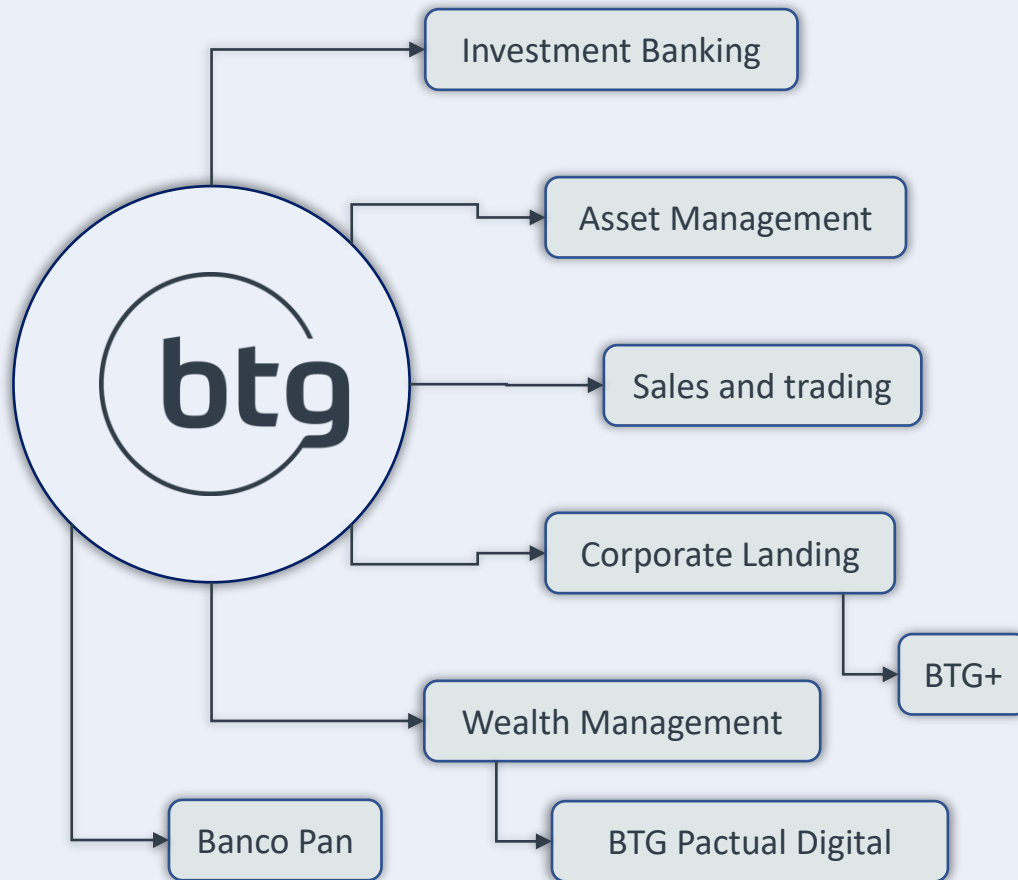 Investment Banking
Asset Management
btg
Sales and trading
Corporate Landing
BTG+
Wealth Management
Banco Pan
BTG Pactual Digital